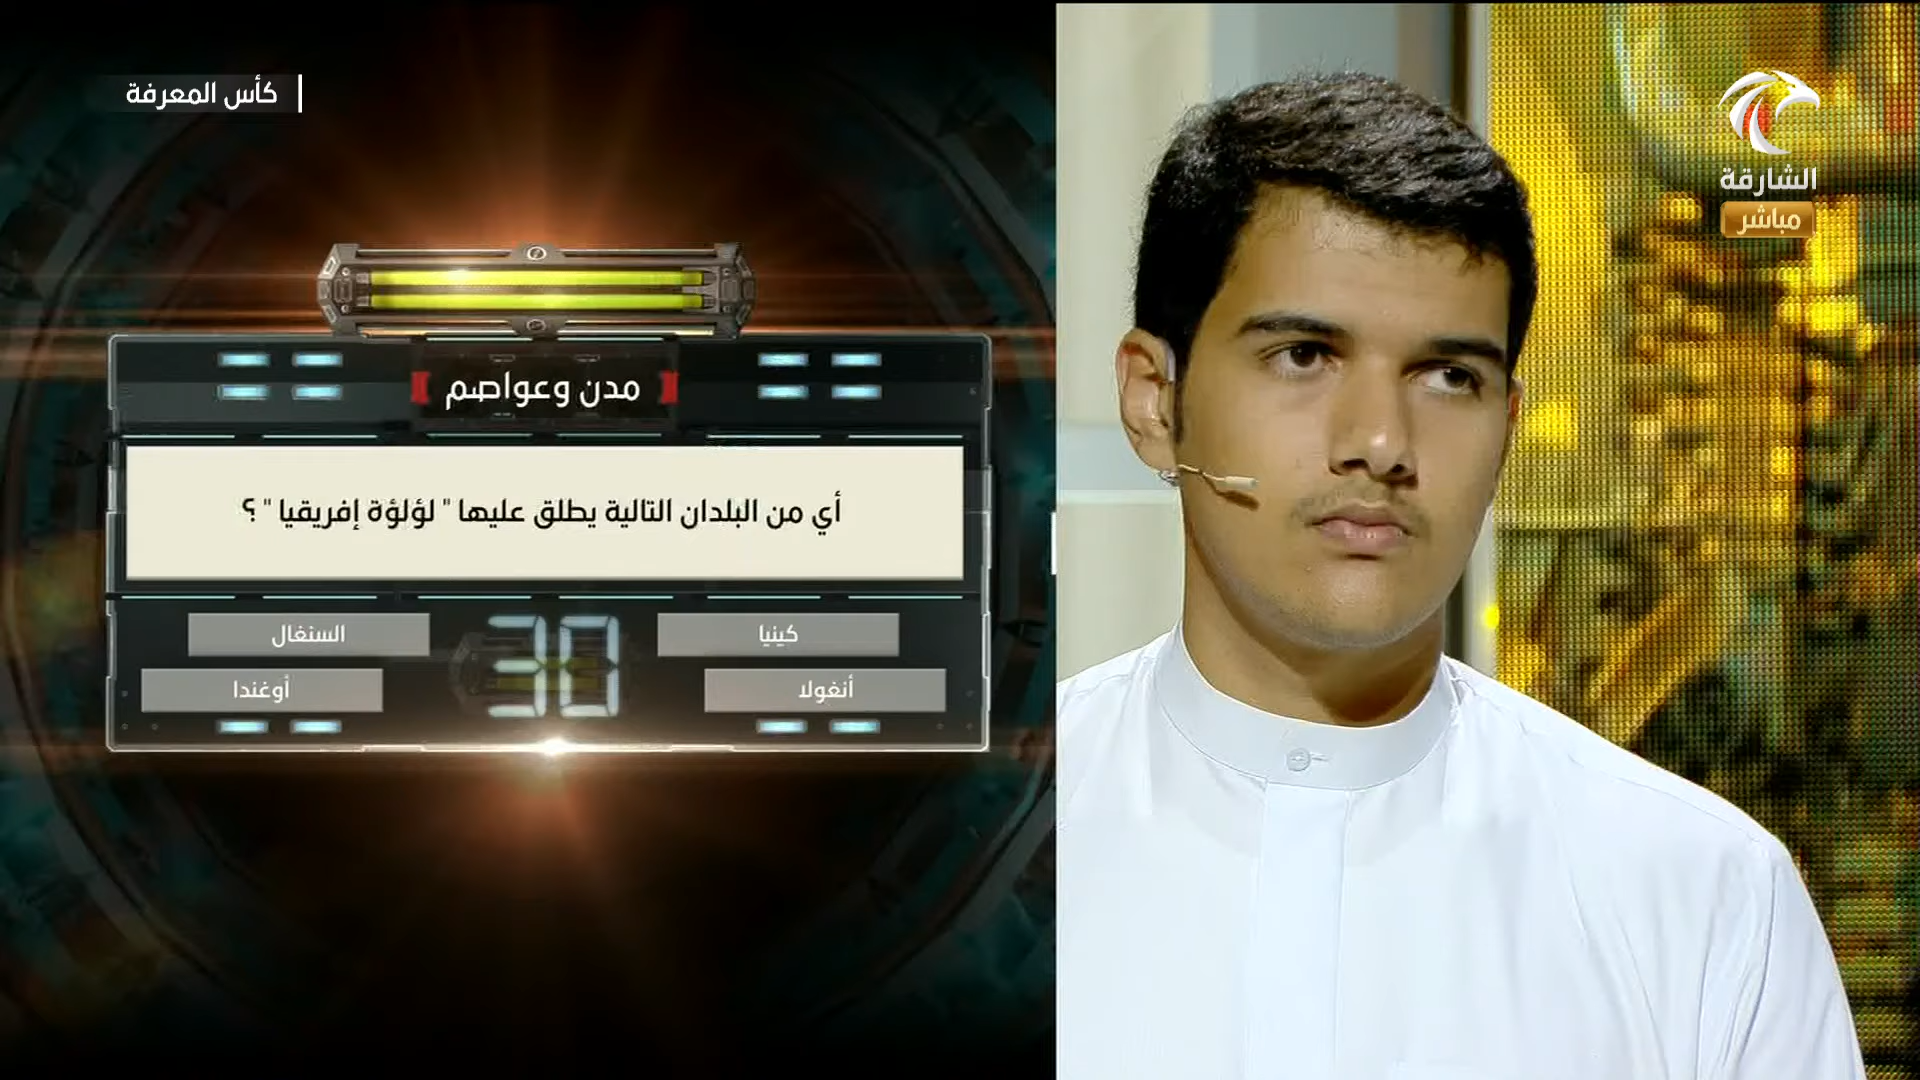 كأس المعرفة
الشارقة
مباشر
مدن وعواصم
أي من البلدان التالية يطلق عليها " لؤلؤة إفريقيا " ؟
كينيا
السنغال
30
أنغولا
أوغندا